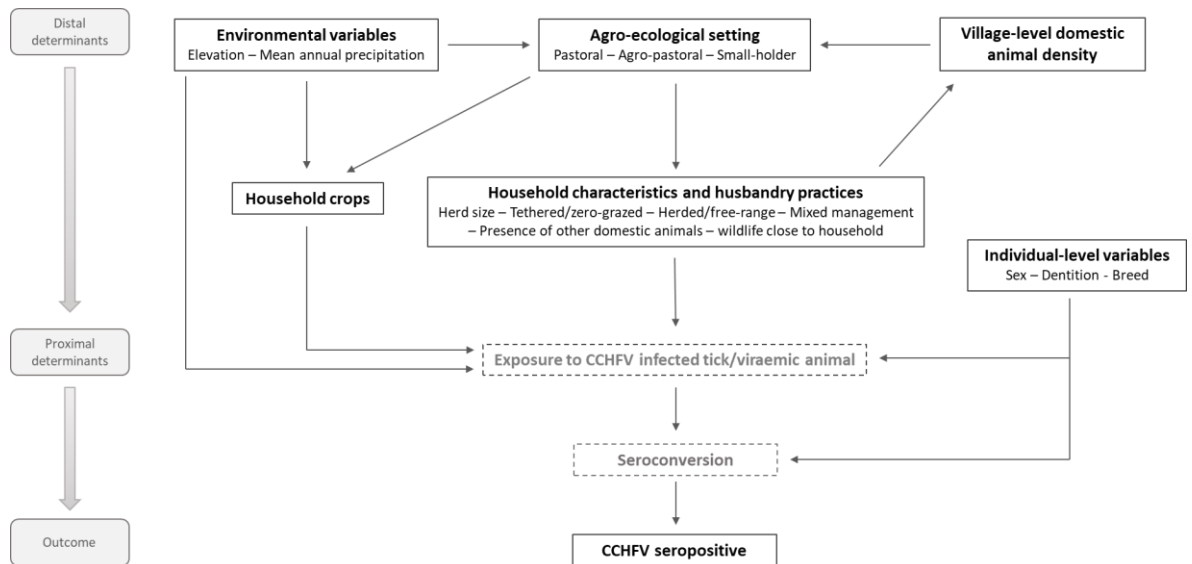 Distal
determinants
Environmental variables
Elevation – Mean annual precipitation
Agro-ecological setting
Pastoral – Agro-pastoral – Small-holder
Village-level domestic
animal density
Household crops
Household characteristics and husbandry practices
Herd size – Tethered/zero-grazed – Herded/free-range – Mixed management
– Presence of other domestic animals – wildlife close to household
Individual-level variables
Sex – Dentition - Breed
Proximal
determinants
Exposure to CCHFV infected tick/viraemic animal
Seroconversion
Outcome
CCHFV seropositive